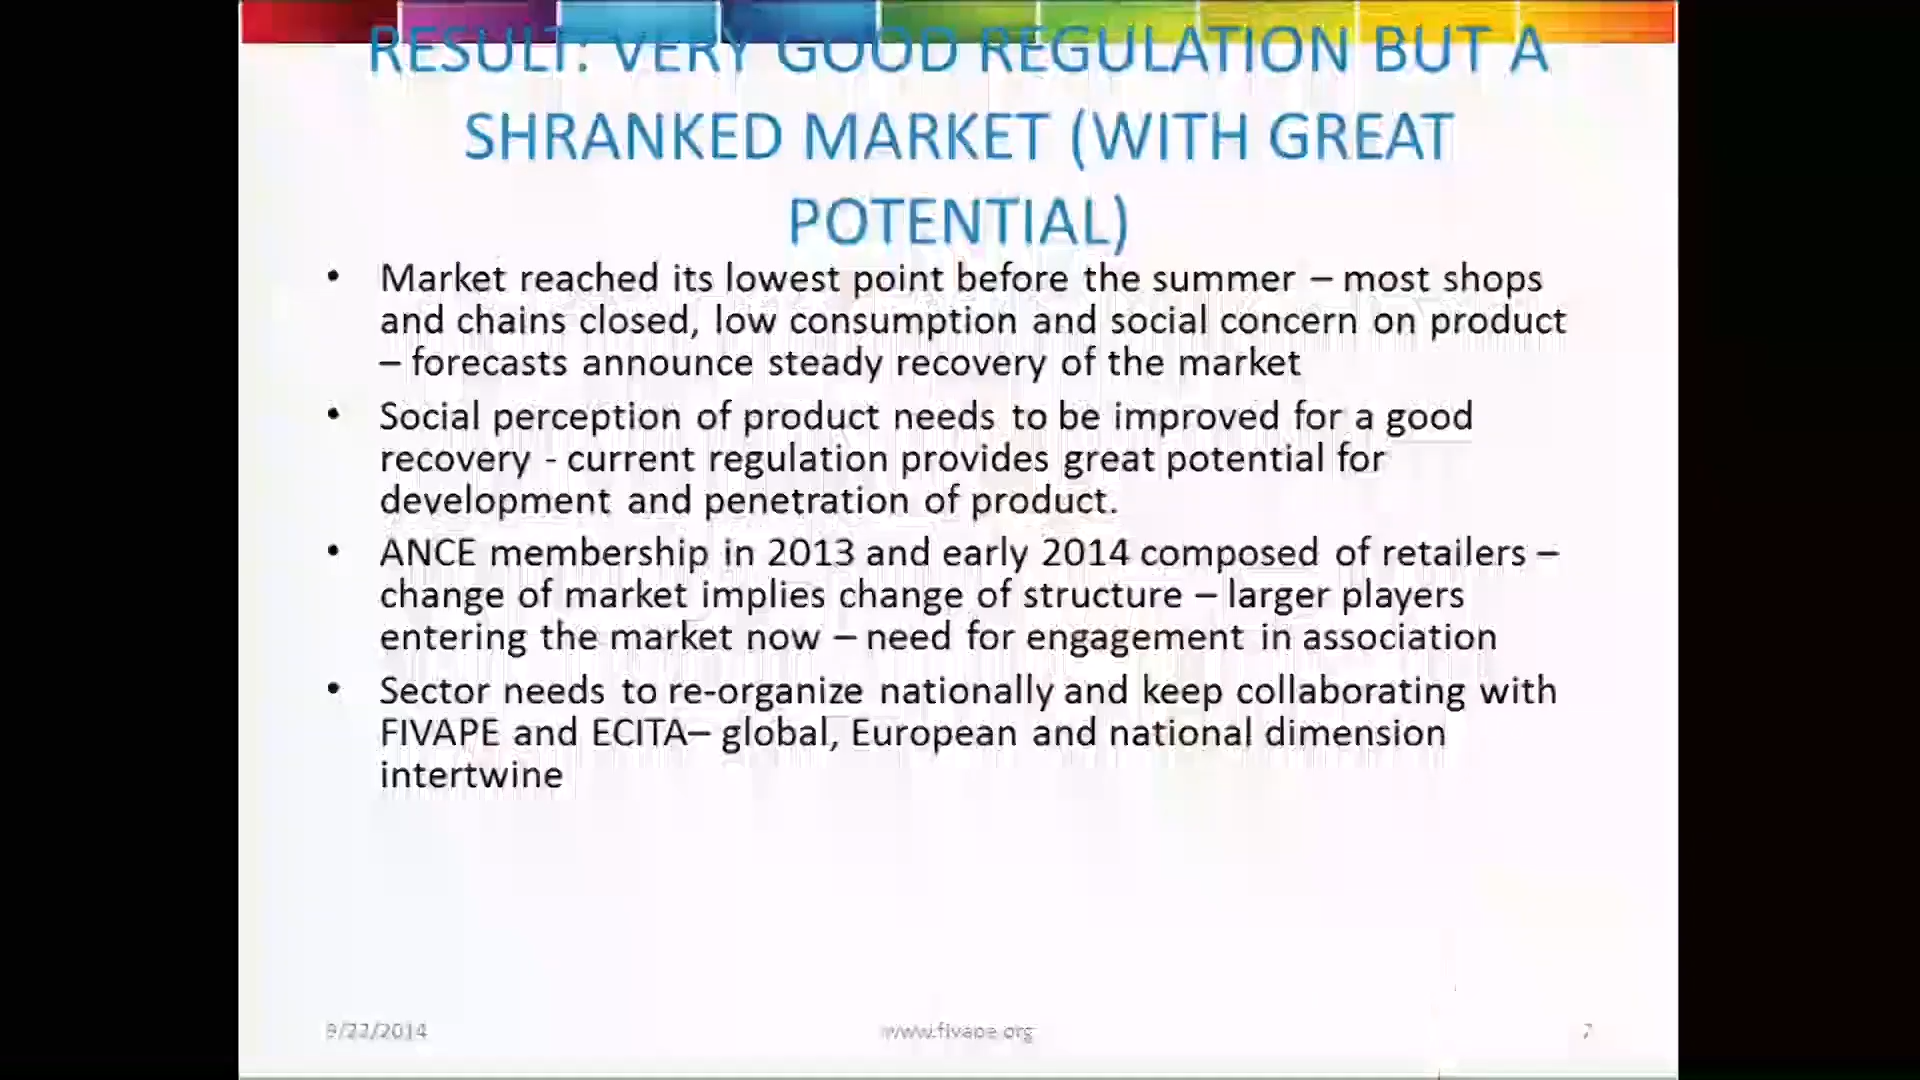 RESULT: VERY GOOD REGULATION BUT A
SHRANKED MARKET (WITH GREAT
POTENTIAL)
• Market reached its lowest point before the summer – most shops
and chains closed, low consumption and social concern on product
– forecasts announce steady recovery of the market
• Social perception of product needs to be improved for a good
recovery - current regulation provides great potential for
development and penetration of product.
• ANCE membership in 2013 and early 2014 composed of retailers –
change of market implies change of structure – larger players
entering the market now – need for engagement in association
• Sector needs to re-organize nationally and keep collaborating with
FIVAPE and ECITA– global, European and national dimension
intertwine
9/22/2014
www.fivape.org
7